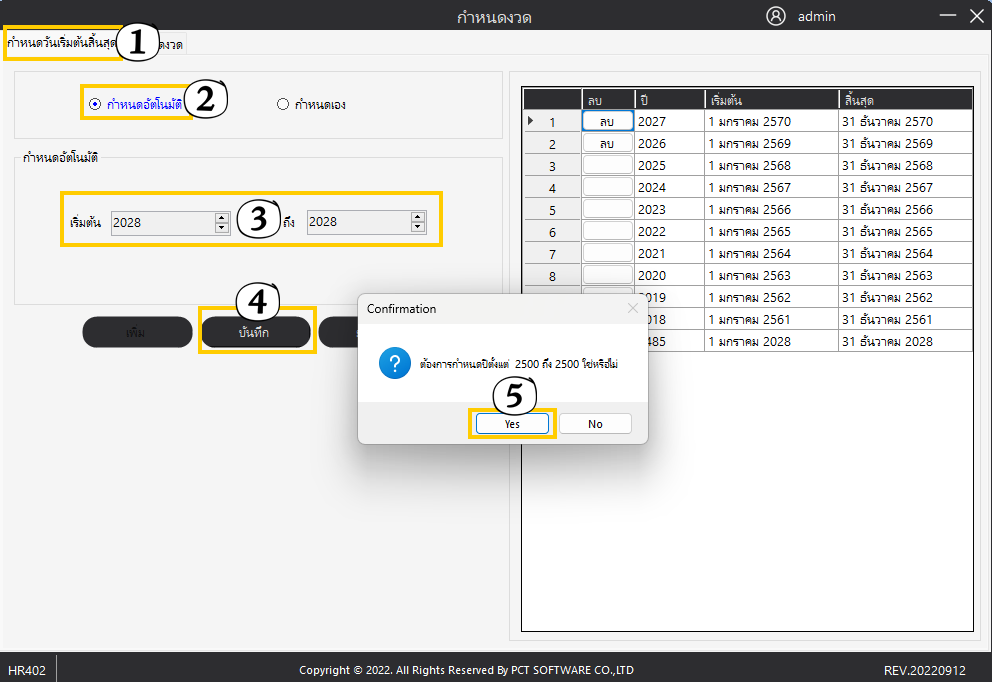 กำหนดงวด
admin
กำหนดวันเริ่มต้นสิ้นสุด 1 งวด
กำหนดอัตโนมัติ 2 กำหนดเอง
กำหนดอัตโนมัติ
เริ่มต้น 2028 3 ถึง 2028
4
เพิ่ม บันทึก
ลบ ปี เริ่มต้น สิ้นสุด
1 ลบ 2027 1 มกราคม 2570 31 ธันวาคม 2570
2 ลบ 2026 1 มกราคม 2569 31 ธันวาคม 2569
3 2025 1 มกราคม 2568 31 ธันวาคม 2568
4 2024 1 มกราคม 2567 31 ธันวาคม 2567
5 2023 1 มกราคม 2566 31 ธันวาคม 2566
6 2022 1 มกราคม 2565 31 ธันวาคม 2565
7 2021 1 มกราคม 2564 31 ธันวาคม 2564
8 2020 1 มกราคม 2563 31 ธันวาคม 2563
019 1 มกราคม 2562 31 ธันวาคม 2562
018 1 มกราคม 2561 31 ธันวาคม 2561
485 1 มกราคม 2028 31 ธันวาคม 2028
Confirmation
ต้องการกำหนดปีตั้งแต่ 2500 ถึง 2500 ใช่หรือไม่
5
Yes No
HR402 Copyright © 2022. All Rights Reserved By PCT SOFTWARE CO.,LTD REV.20220912